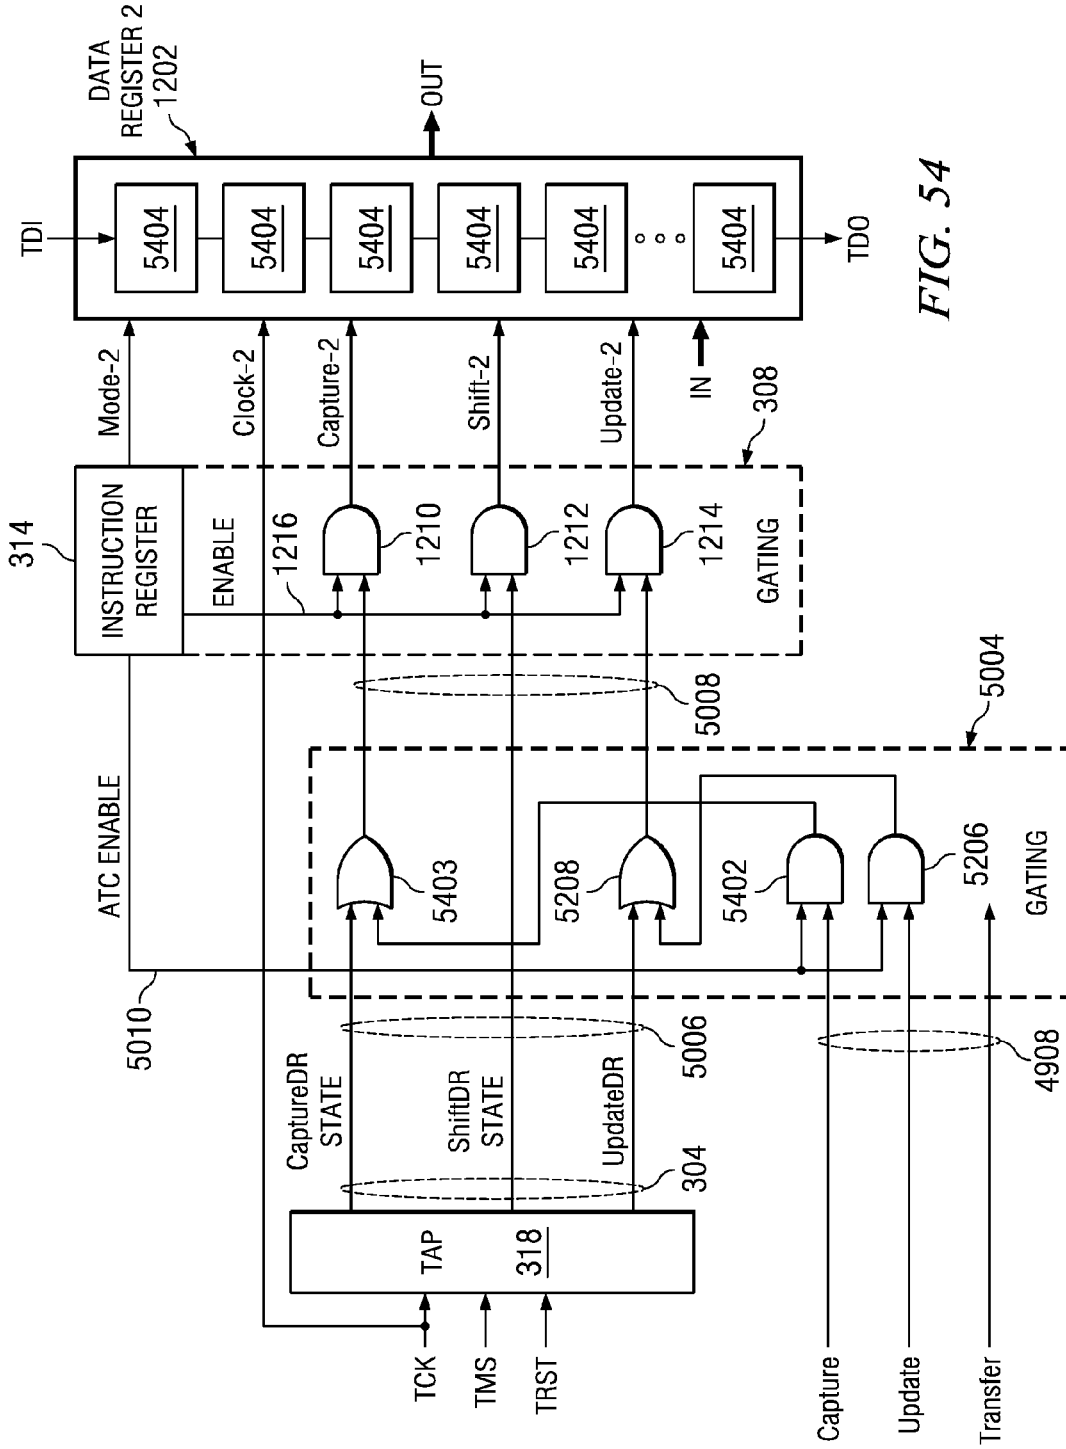 TCK
TMS
TRST
TAP
318
CaptureDR
STATE
ShiftDR
STATE
UpdateDR
304
5006
5010
ATC ENABLE
5403
5208
5402
5206
GATING
5004
Capture
Update
Transfer
4908
5008
314
INSTRUCTION
REGISTER
ENABLE
1216
1210
1212
1214
GATING
308
Mode-2
Clock-2
Capture-2
Shift-2
Update-2
IN
TDI
5404
5404
5404
5404
5404
5404
TDO
DATA
REGISTER 2
1202
OUT
FIG. 54